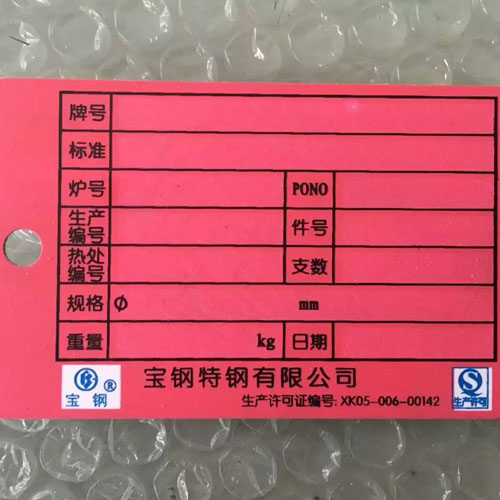 牌号
标准
炉号 PONO
生产编号 件号
热处编号 支数
规格 Φ mm
重量 kg 日期
宝钢特钢有限公司
宝钢® 生产许可证编号: XK05-006-00142 生产许可